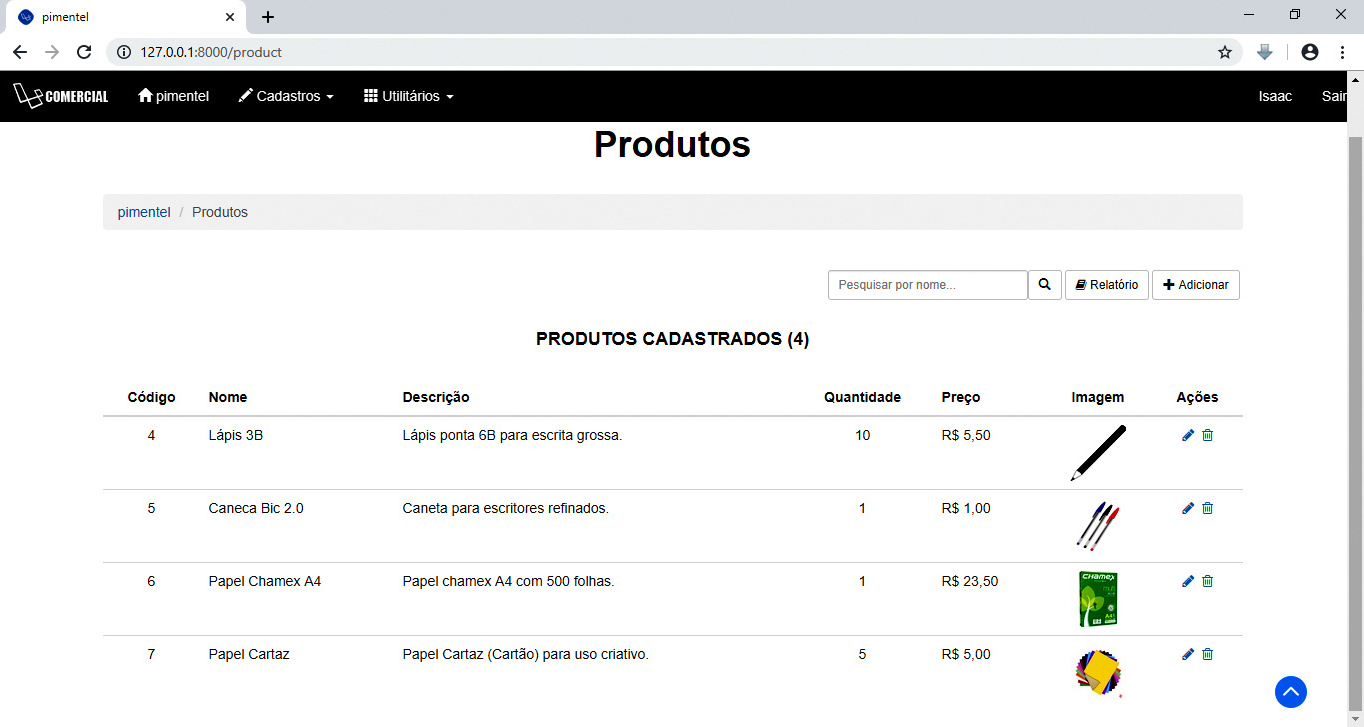 pimentel
127.0.0.1:8000/product
COMERCIAL pimentel Cadastros Utilitários Isaac Sair
Produtos
pimentel / Produtos
Pesquisar por nome... Relatório Adicionar
PRODUTOS CADASTRADOS (4)
Código Nome Descrição Quantidade Preço Imagem Ações
4 Lápis 3B Lápis ponta 6B para escrita grossa. 10 R$ 5,50
5 Caneca Bic 2.0 Caneta para escritores refinados. 1 R$ 1,00
6 Papel Chamex A4 Papel chamex A4 com 500 folhas. 1 R$ 23,50
Chamex
A4
7 Papel Cartaz Papel Cartaz (Cartão) para uso criativo. 5 R$ 5,00